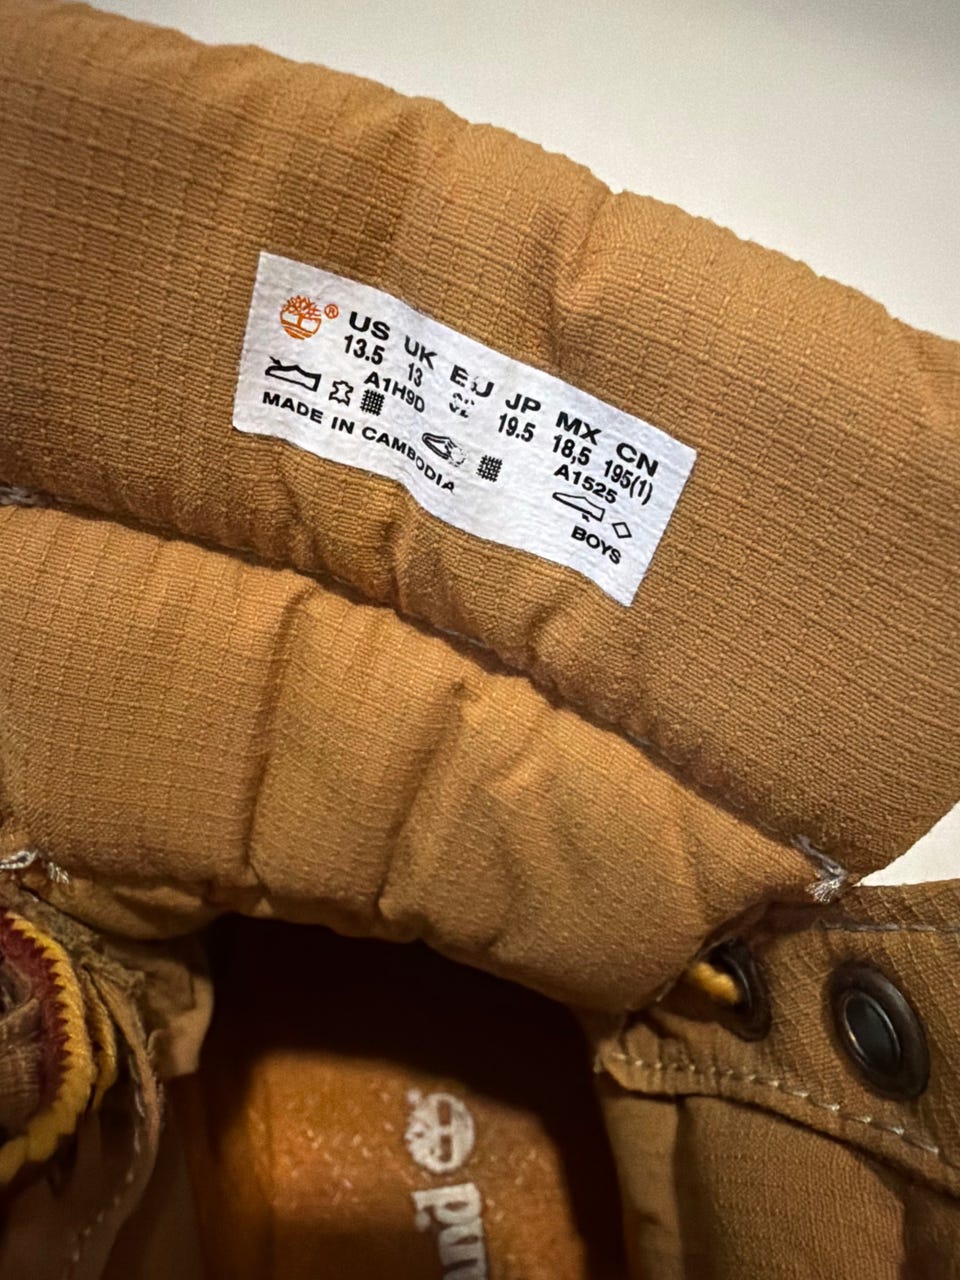 ® US UK EU JP MX CN
13.5 13 19.5 18,5 195(1)
A1H9D A1525
MADE IN CAMBODIA BOYS